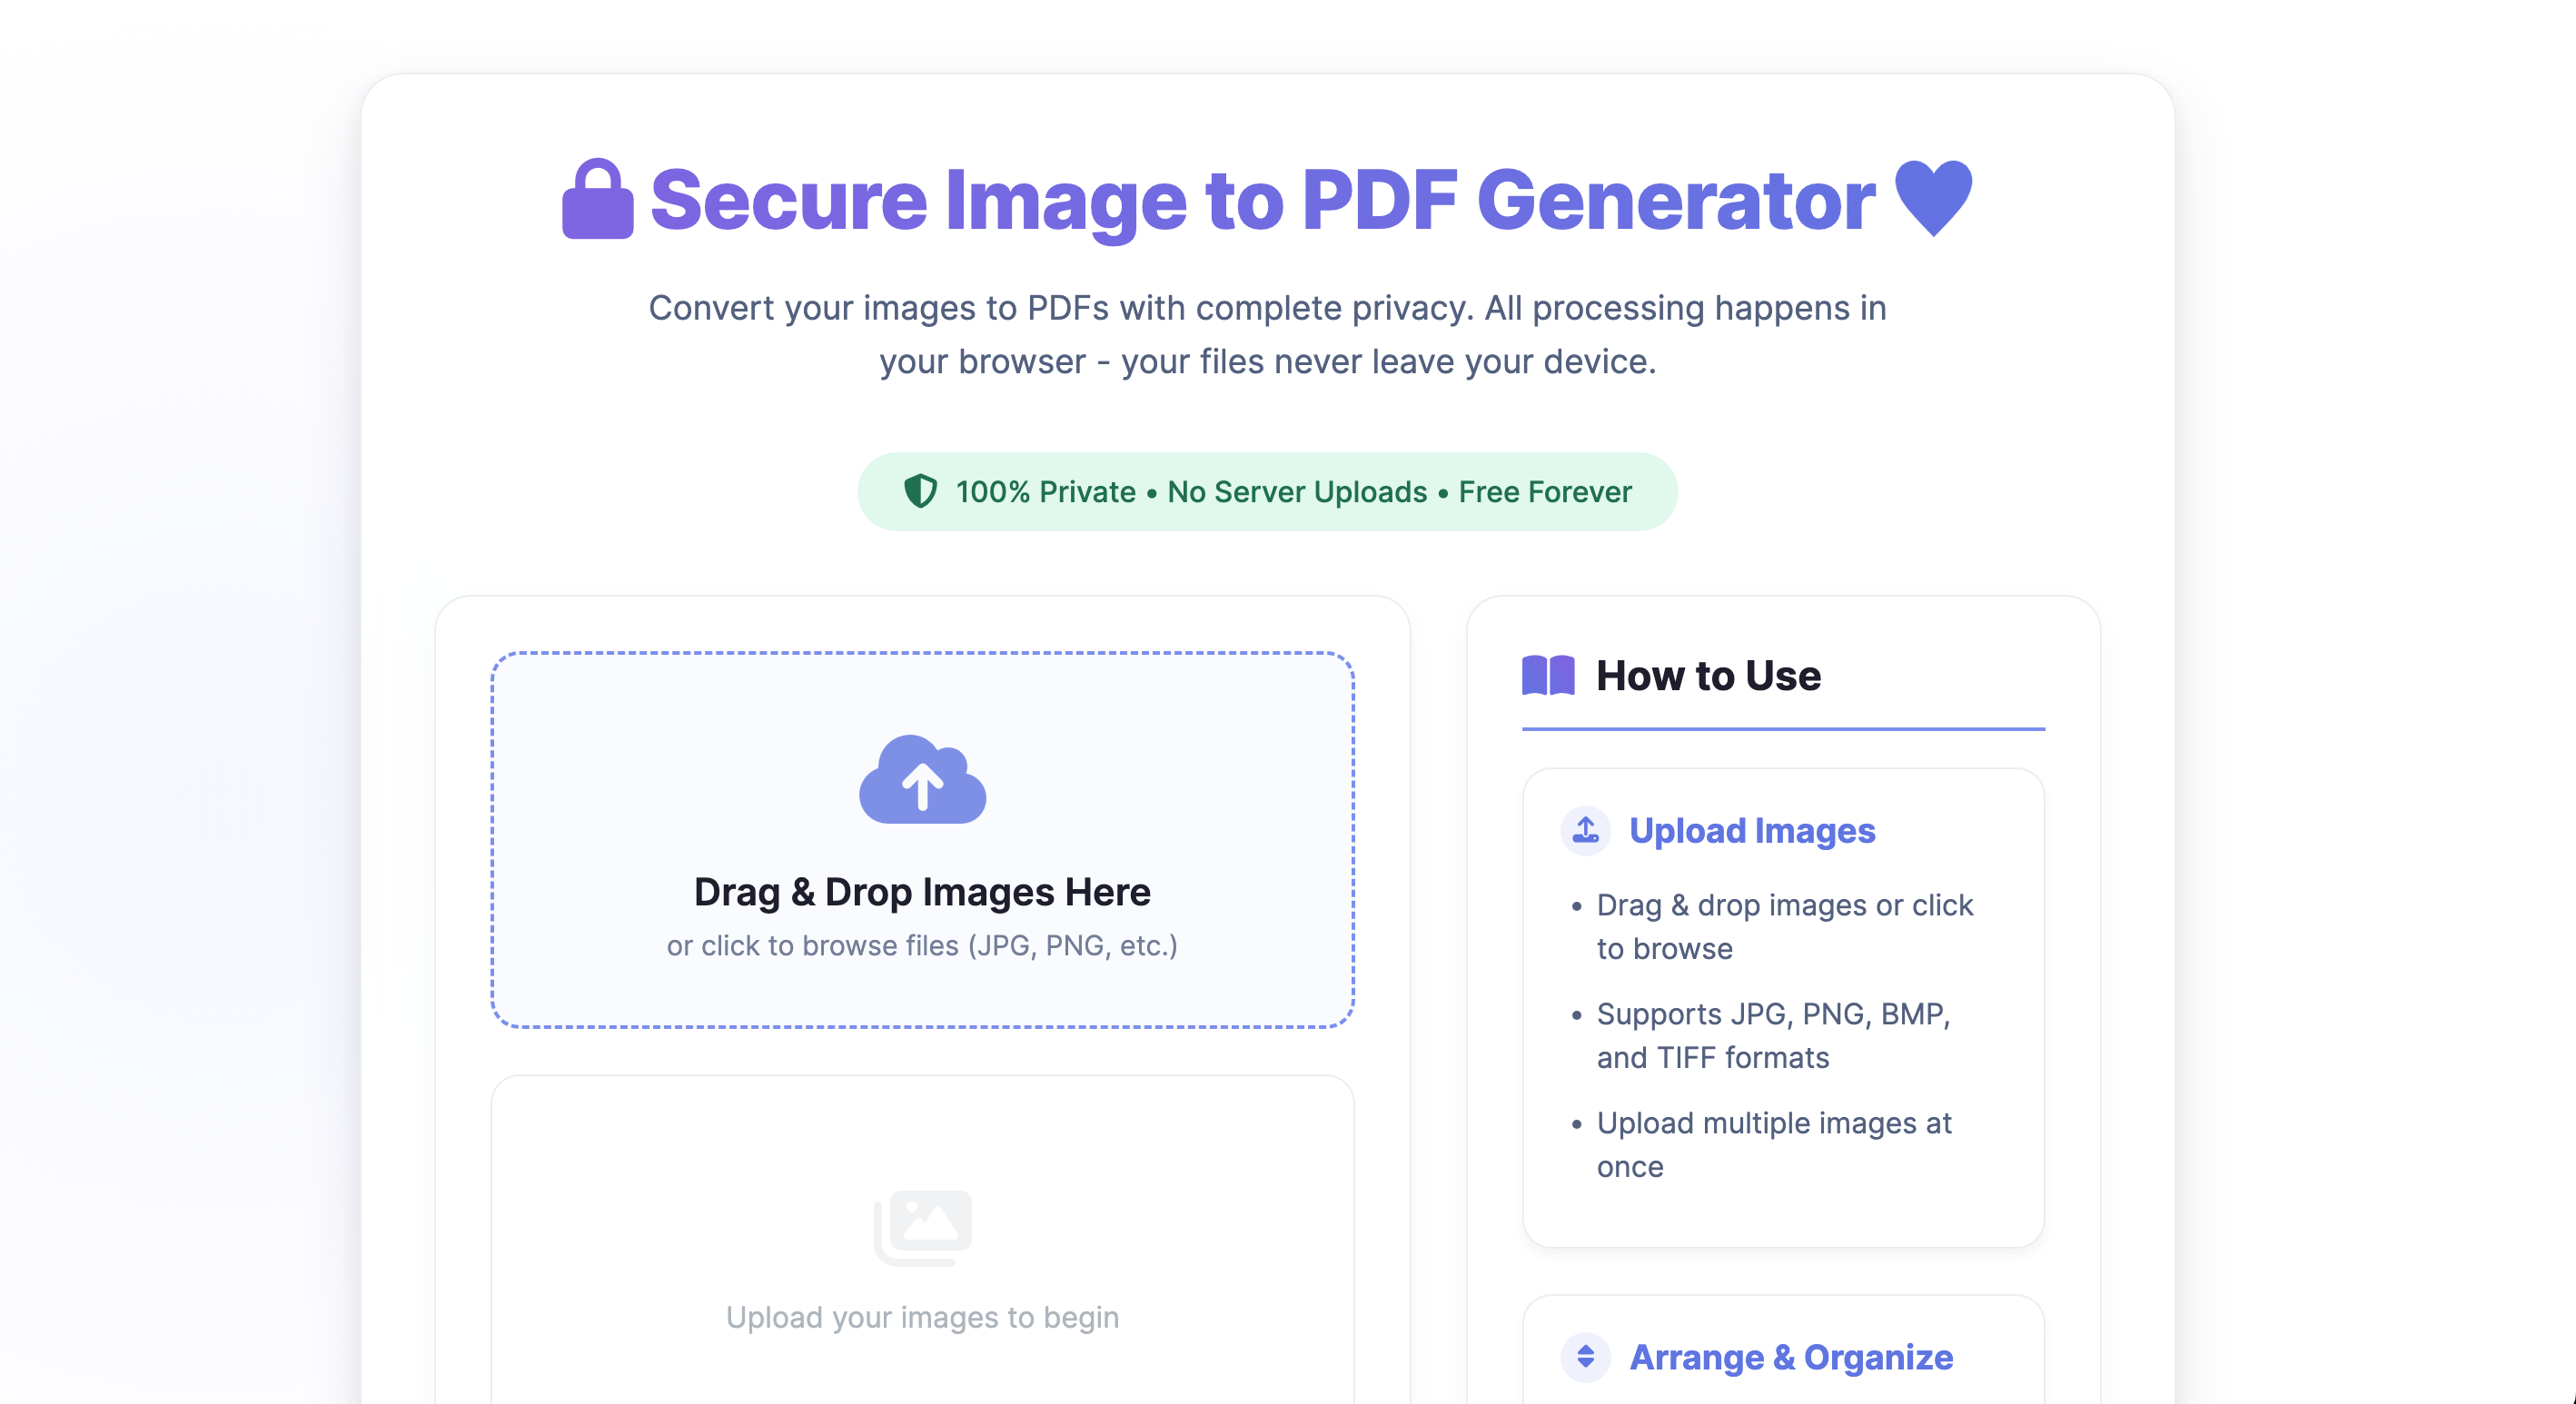 Secure Image to PDF Generator
Convert your images to PDFs with complete privacy. All processing happens in
your browser - your files never leave your device.
100% Private • No Server Uploads • Free Forever
Drag & Drop Images Here
or click to browse files (JPG, PNG, etc.)
Upload your images to begin
How to Use
Upload Images
• Drag & drop images or click
to browse
• Supports JPG, PNG, BMP,
and TIFF formats
• Upload multiple images at
once
Arrange & Organize